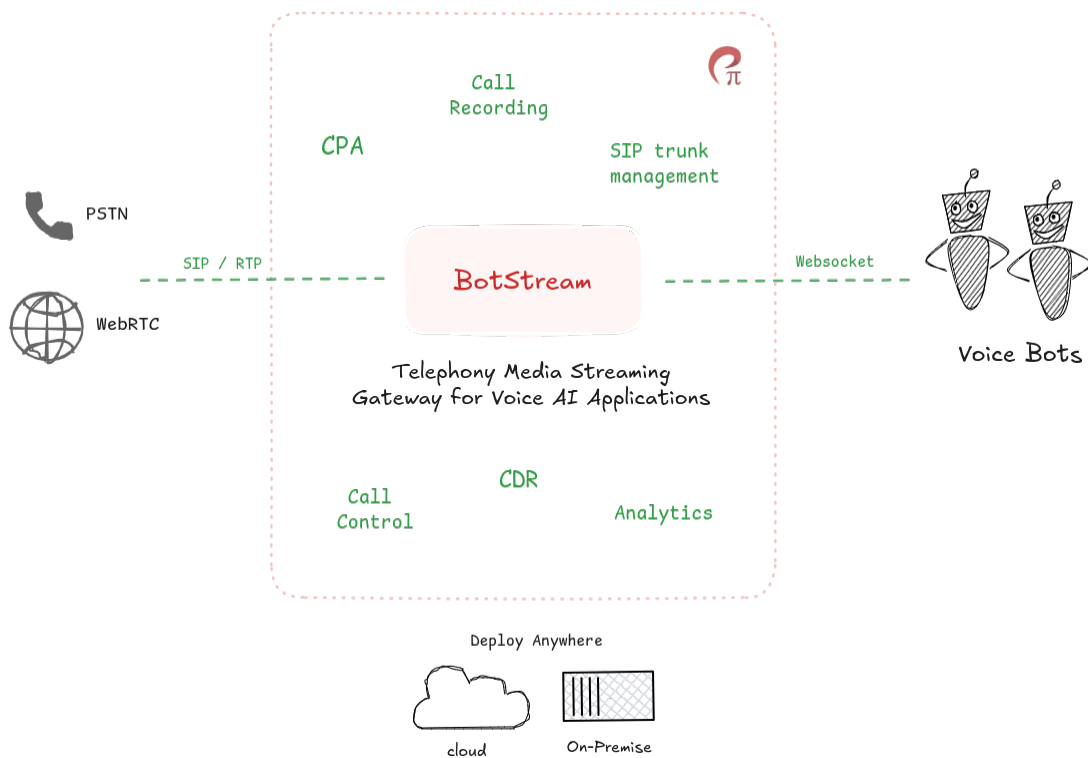 Call
Recording
CPA
SIP trunk
management
PSTN
SIP / RTP
Websocket
BotStream
WebRTC
Voice Bots
Telephony Media Streaming
Gateway for Voice AI Applications
CDR
Call
Control
Analytics
Deploy Anywhere
cloud
On-Premise
π